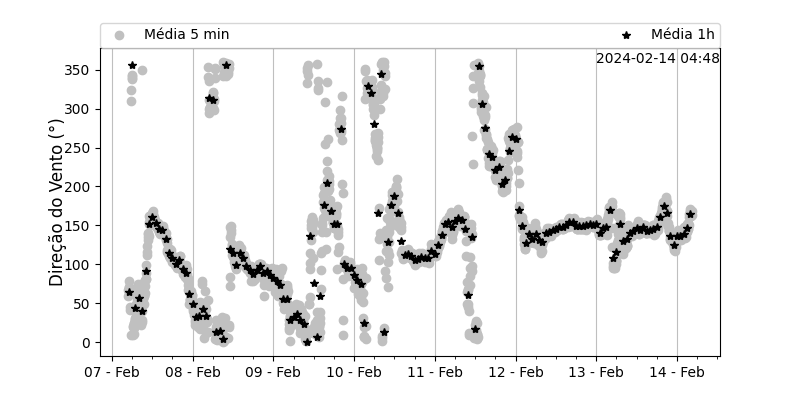 Média 5 min
Média 1h
2024-02-14 04:48
Direção do Vento (°)
350
300
250
200
150
100
50
0
07 - Feb
08 - Feb
09 - Feb
10 - Feb
11 - Feb
12 - Feb
13 - Feb
14 - Feb